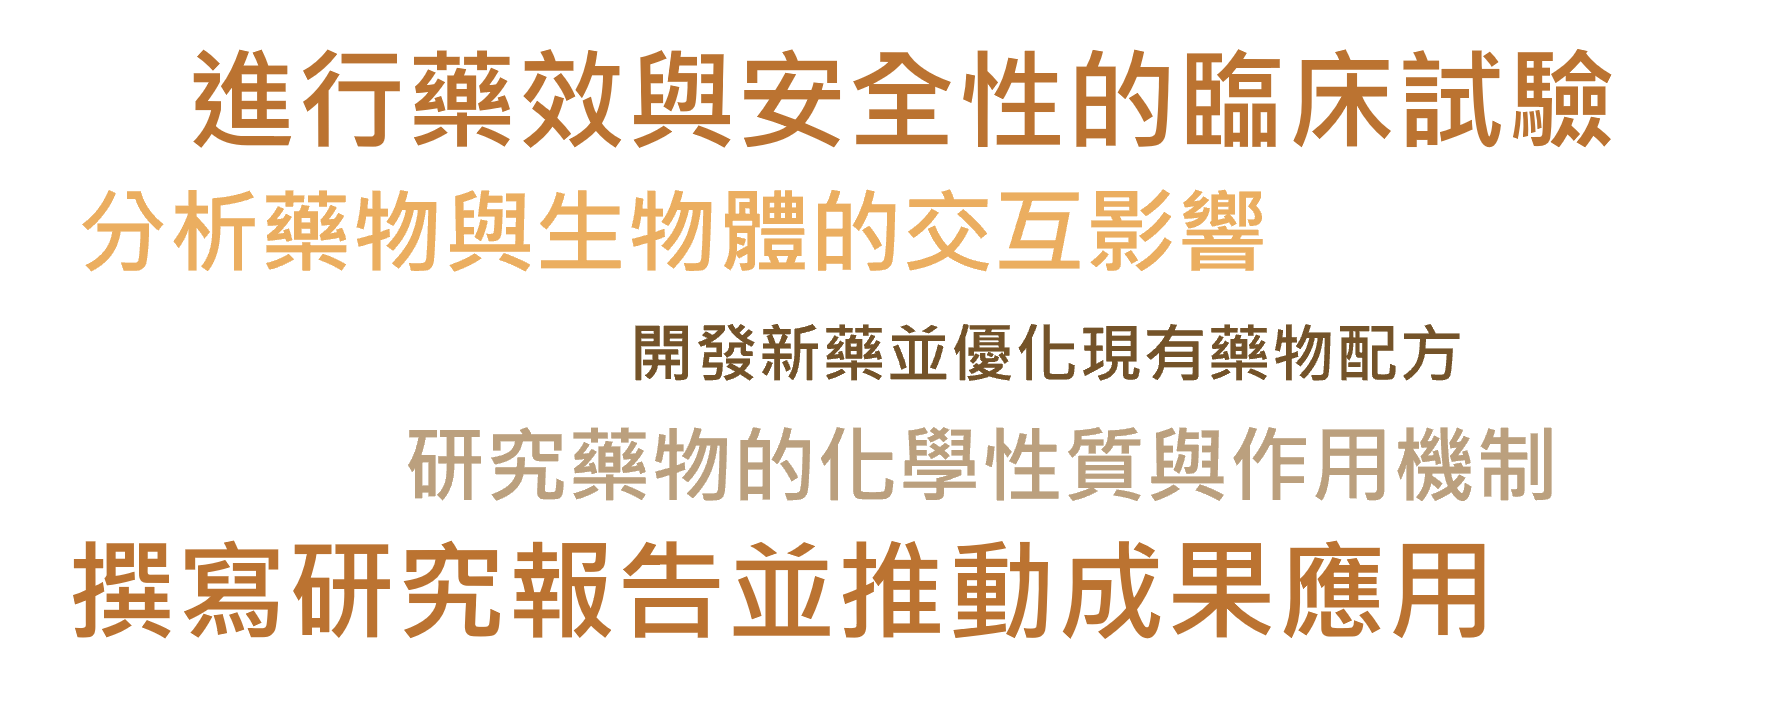 進行藥效與安全性的臨床試驗
分析藥物與生物體的交互影響
開發新藥並優化現有藥物配方
研究藥物的化學性質與作用機制
撰寫研究報告並推動成果應用